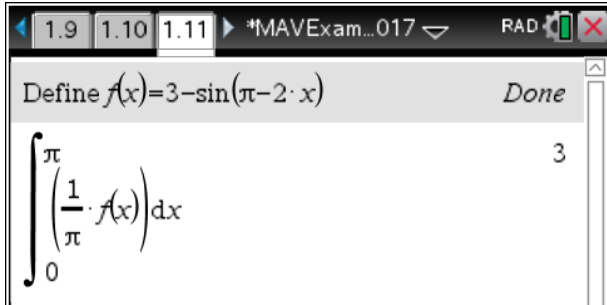 1.9 1.10 1.11 *MAVExam...017 RAD
Define f(x)=3−sin(π−2·x) Done
∫₀^π (1/π · f(x))dx 3